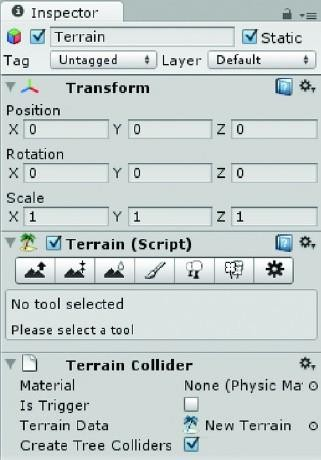 Inspector
Terrain Static
Tag Untagged Layer Default
Transform
Position
X 0 Y 0 Z 0
Rotation
X 0 Y 0 Z 0
Scale
X 1 Y 1 Z 1
Terrain (Script)
No tool selected
Please select a tool
Terrain Collider
Material None (Physic Ma
Is Trigger
Terrain Data New Terrain
Create Tree Colliders